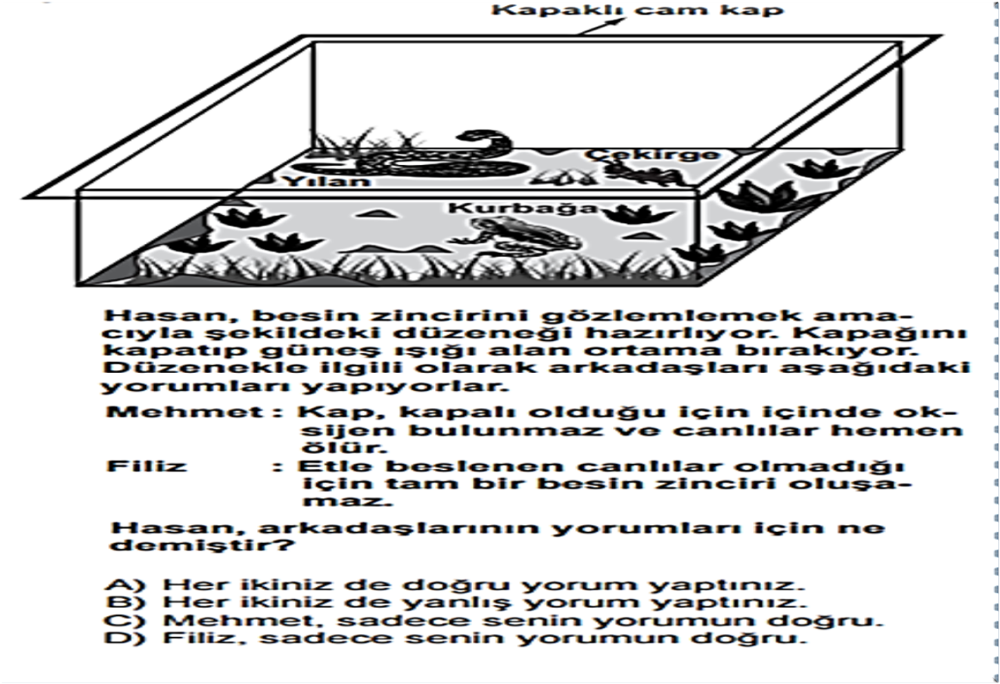 Kapaklı cam kap
Çekirge
Yılan
Kurbağa
Hasan, besin zincirini gözlemlemek ama-
cıyla şekildeki düzeneği hazırlıyor. Kapağını
kapatıp güneş ışığı alan ortama bırakıyor.
Düzenekle ilgili olarak arkadaşları aşağıdaki
yorumları yapıyorlar.
Mehmet : Kap, kapalı olduğu için içinde ok-
sijen bulunmaz ve canlılar hemen
ölür.
Filiz : Etle beslenen canlılar olmadığı
için tam bir besin zinciri oluşa-
maz.
Hasan, arkadaşlarının yorumları için ne
demiştir?
A) Her ikiniz de doğru yorum yaptınız.
B) Her ikiniz de yanlış yorum yaptınız.
C) Mehmet, sadece senin yorumun doğru.
D) Filiz, sadece senin yorumun doğru.